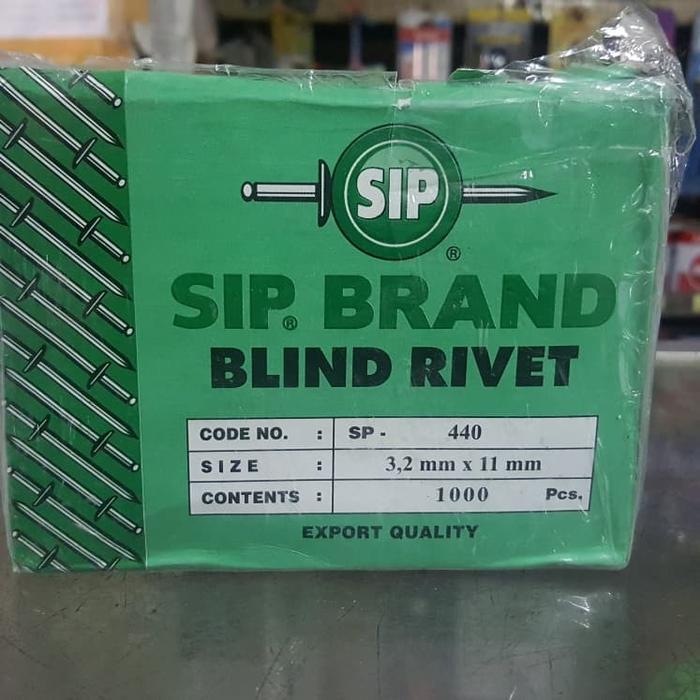 SIP
®
SIP® BRAND
BLIND RIVET
CODE NO. : SP - 440
SIZE : 3,2 mm x 11 mm
CONTENTS : 1000 Pcs.
EXPORT QUALITY